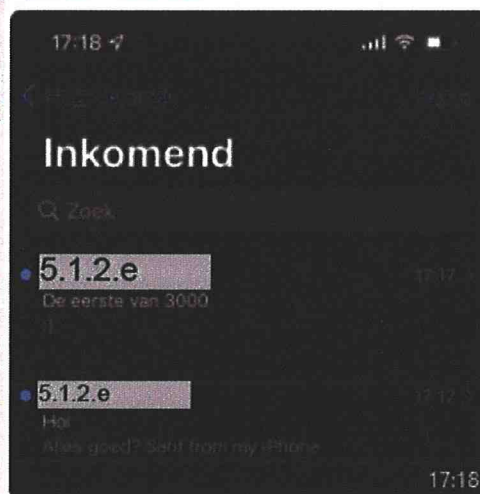 17:18
Inkomend
Zoek
5.1.2.e
17:17
De eerste van 3000
:)
5.1.2.e
17:12
Hoi
Alles goed? Sent from my iPhone
17:18